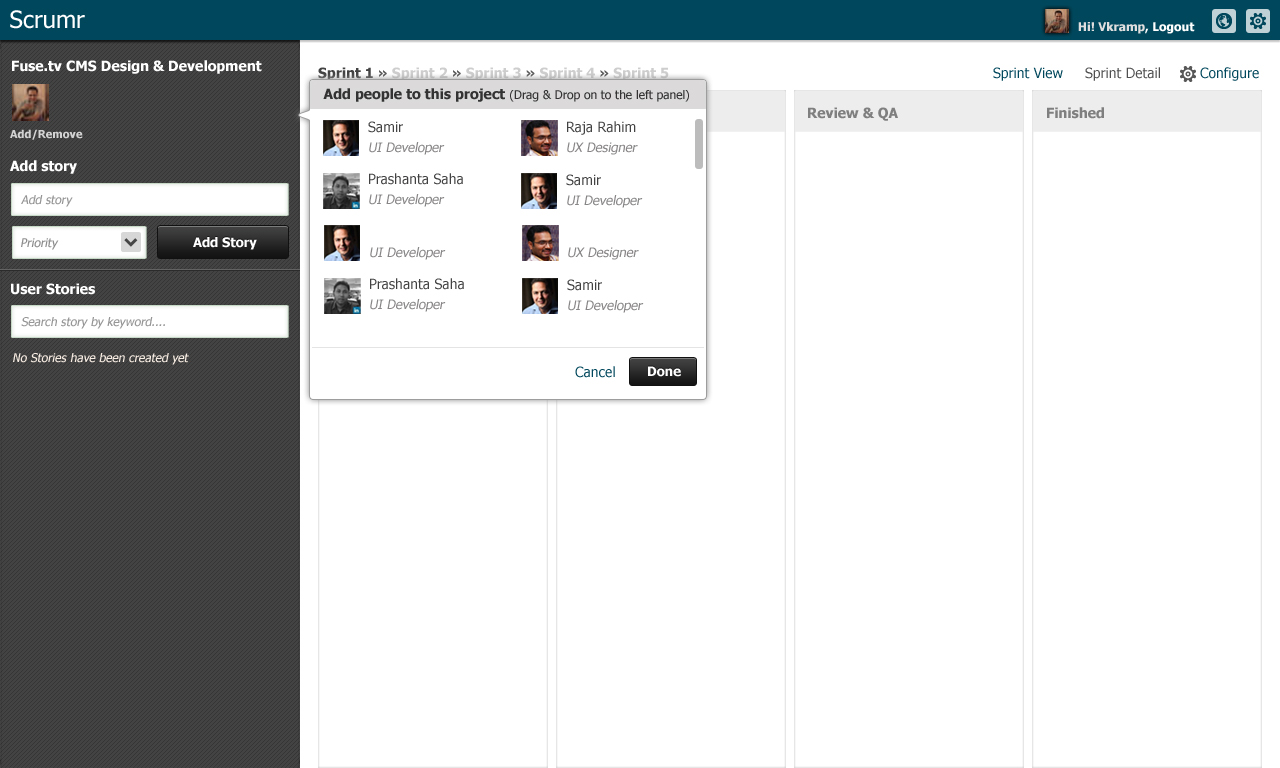 Scrumr
Hi! Vkramp, Logout
Fuse.tv CMS Design & Development
Add/Remove
Add story
Add story
Priority
Add Story
User Stories
Search story by keyword....
No Stories have been created yet
Sprint 1 » Sprint 2 » Sprint 3 » Sprint 4 » Sprint 5
Sprint View
Sprint Detail
Configure
Add people to this project (Drag & Drop on to the left panel)
Samir
UI Developer
Raja Rahim
UX Designer
Prashanta Saha
UI Developer
Samir
UI Developer
UI Developer
UX Designer
Prashanta Saha
UI Developer
Samir
UI Developer
Cancel
Done
Review & QA
Finished